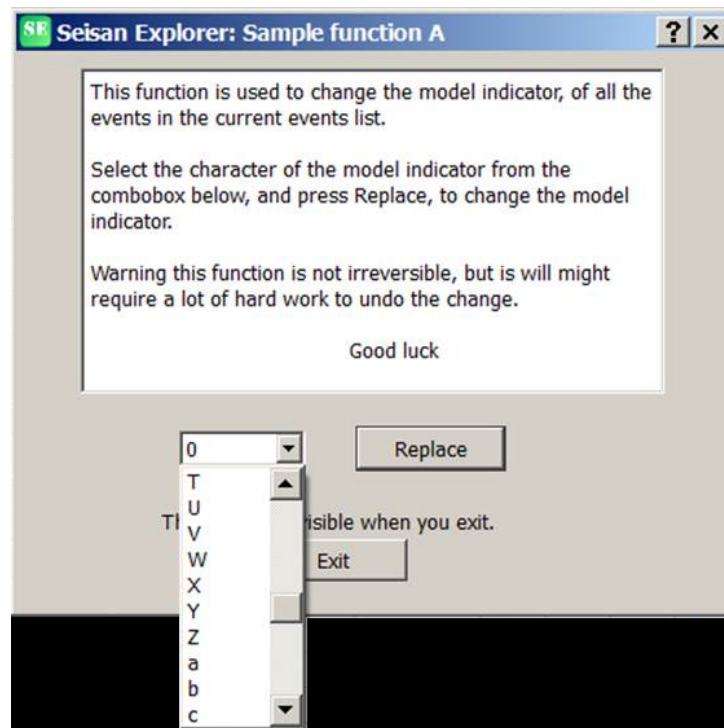 SE Seisan Explorer: Sample function A ? ×
This function is used to change the model indicator, of all the
events in the current events list.
Select the character of the model indicator from the
combobox below, and press Replace, to change the model
indicator.
Warning this function is not irreversible, but is will might
require a lot of hard work to undo the change.
Good luck
0
Replace
T
U
visible when you exit.
V
W
Exit
X
Y
Z
a
b
c